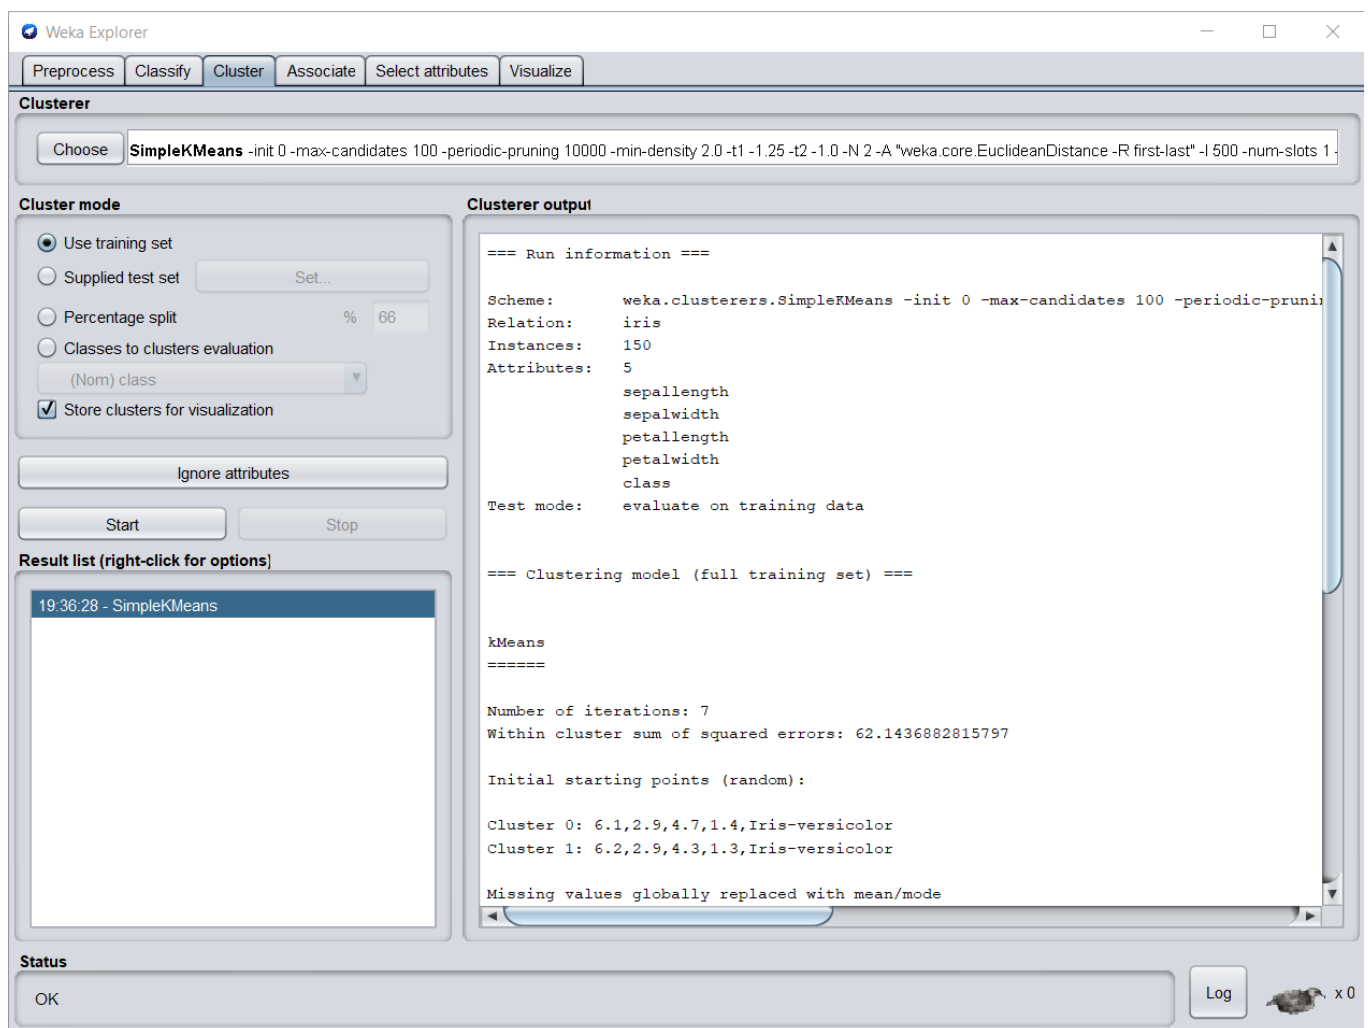 Weka Explorer
Preprocess Classify Cluster Associate Select attributes Visualize
Clusterer
Choose SimpleKMeans -init 0 -max-candidates 100 -periodic-pruning 10000 -min-density 2.0 -t1 -1.25 -t2 -1.0 -N 2 -A "weka.core.EuclideanDistance -R first-last" -I 500 -num-slots 1 -
Cluster mode
Use training set
Supplied test set Set...
Percentage split % 66
Classes to clusters evaluation
(Nom) class
Store clusters for visualization
Ignore attributes
Start Stop
Result list (right-click for options)
19:36:28 - SimpleKMeans
Clusterer output
=== Run information ===
Scheme: weka.clusterers.SimpleKMeans -init 0 -max-candidates 100 -periodic-prunin
Relation: iris
Instances: 150
Attributes: 5
sepallength
sepalwidth
petallength
petalwidth
class
Test mode: evaluate on training data
=== Clustering model (full training set) ===
kMeans
======
Number of iterations: 7
Within cluster sum of squared errors: 62.1436882815797
Initial starting points (random):
Cluster 0: 6.1,2.9,4.7,1.4,Iris-versicolor
Cluster 1: 6.2,2.9,4.3,1.3,Iris-versicolor
Missing values globally replaced with mean/mode
Status
OK
Log x 0